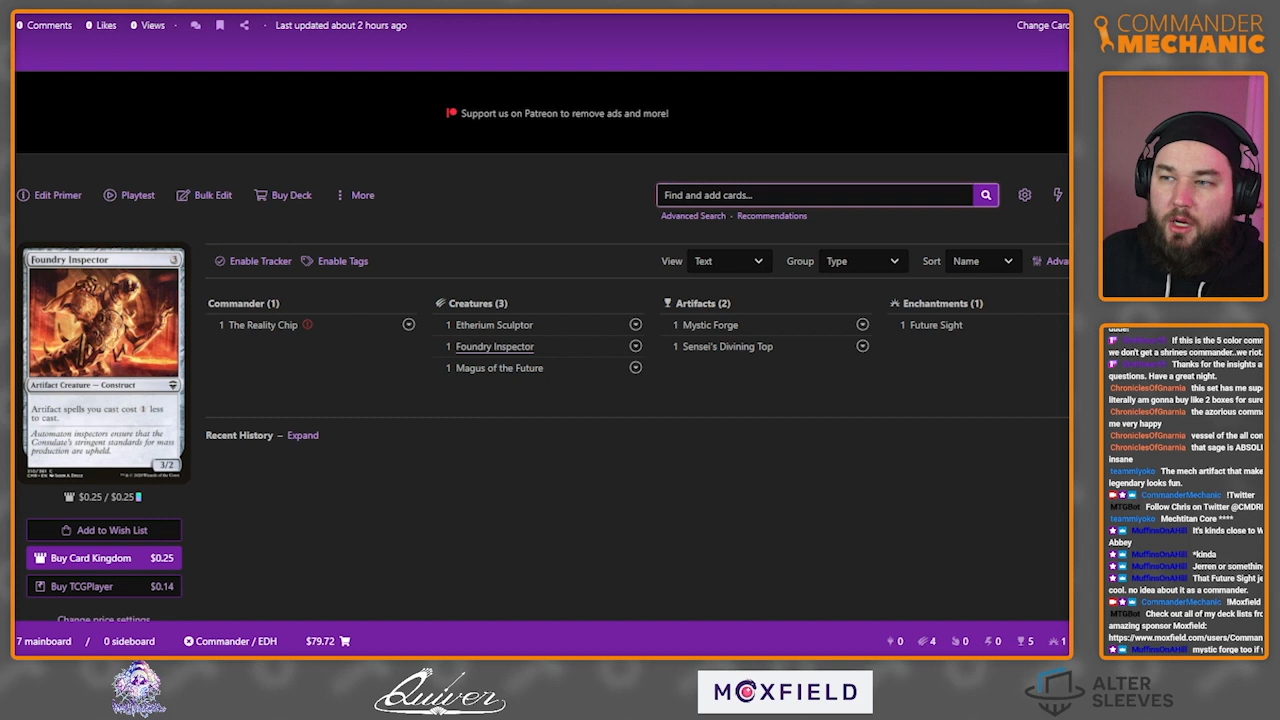 0 Comments 0 Likes 0 Views · · Last updated about 2 hours ago Change Card
COMMANDER
MECHANIC
Support us on Patreon to remove ads and more!
Edit Primer Playtest Bulk Edit Buy Deck More
Find and add cards...
Advanced Search · Recommendations
Enable Tracker Enable Tags View Text Group Type Sort Name Adva
Foundry Inspector 3
Artifact Creature — Construct
Artifact spells you cast cost 1 less
to cast.
Automaton inspectors ensure that the
Consulate's stringent standards for mass
production are upheld.
3/2
$0.25 / $0.25
Add to Wish List
Buy Card Kingdom $0.25
Buy TCGPlayer $0.14
Change price settings
Commander (1)
1 The Reality Chip
Creatures (3)
1 Etherium Sculptor
1 Foundry Inspector
1 Magus of the Future
Artifacts (2)
1 Mystic Forge
1 Sensei's Divining Top
Enchantments (1)
1 Future Sight
Recent History – Expand
7 mainboard / 0 sideboard Commander / EDH $79.72 0 4 0 0 5 1
dude!
If this is the 5 color comm
we don't get a shrines commander..we riot.
Thanks for the insights a
questions. Have a great night.
ChroniclesOfGnarnia this set has me sup
literally am gonna buy like 2 boxes for sure
ChroniclesOfGnarnia the azorious comma
me very happy
ChroniclesOfGnarnia vessel of the all con
ChroniclesOfGnarnia that sage is ABSOL
insane
teammiyoko The mech artifact that make
legendary looks fun.
CommanderMechanic !Twitter
MTGBot Follow Chris on Twitter @CMDR
teammiyoko Mechtitan Core ****
MuffinsOnAHill It's kinds close to W
Abbey
MuffinsOnAHill *kinda
MuffinsOnAHill Jerren or somethin
MuffinsOnAHill That Future Sight je
cool. no idea about it as a commander.
CommanderMechanic !Moxfield
MTGBot Check out all of my deck lists fro
amazing sponsor Moxfield:
https://www.moxfield.com/users/Comman
MuffinsOnAHill mystic forge too if y
Quiver
MOXFIELD
ALTER
SLEEVES